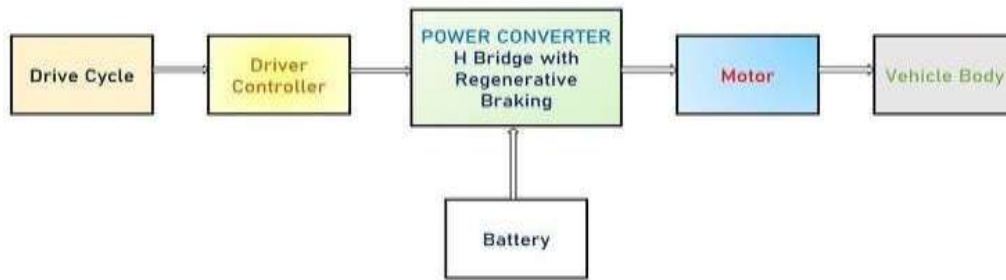 Drive Cycle
Driver
Controller
POWER CONVERTER
H Bridge with
Regenerative
Braking
Motor
Vehicle Body
Battery